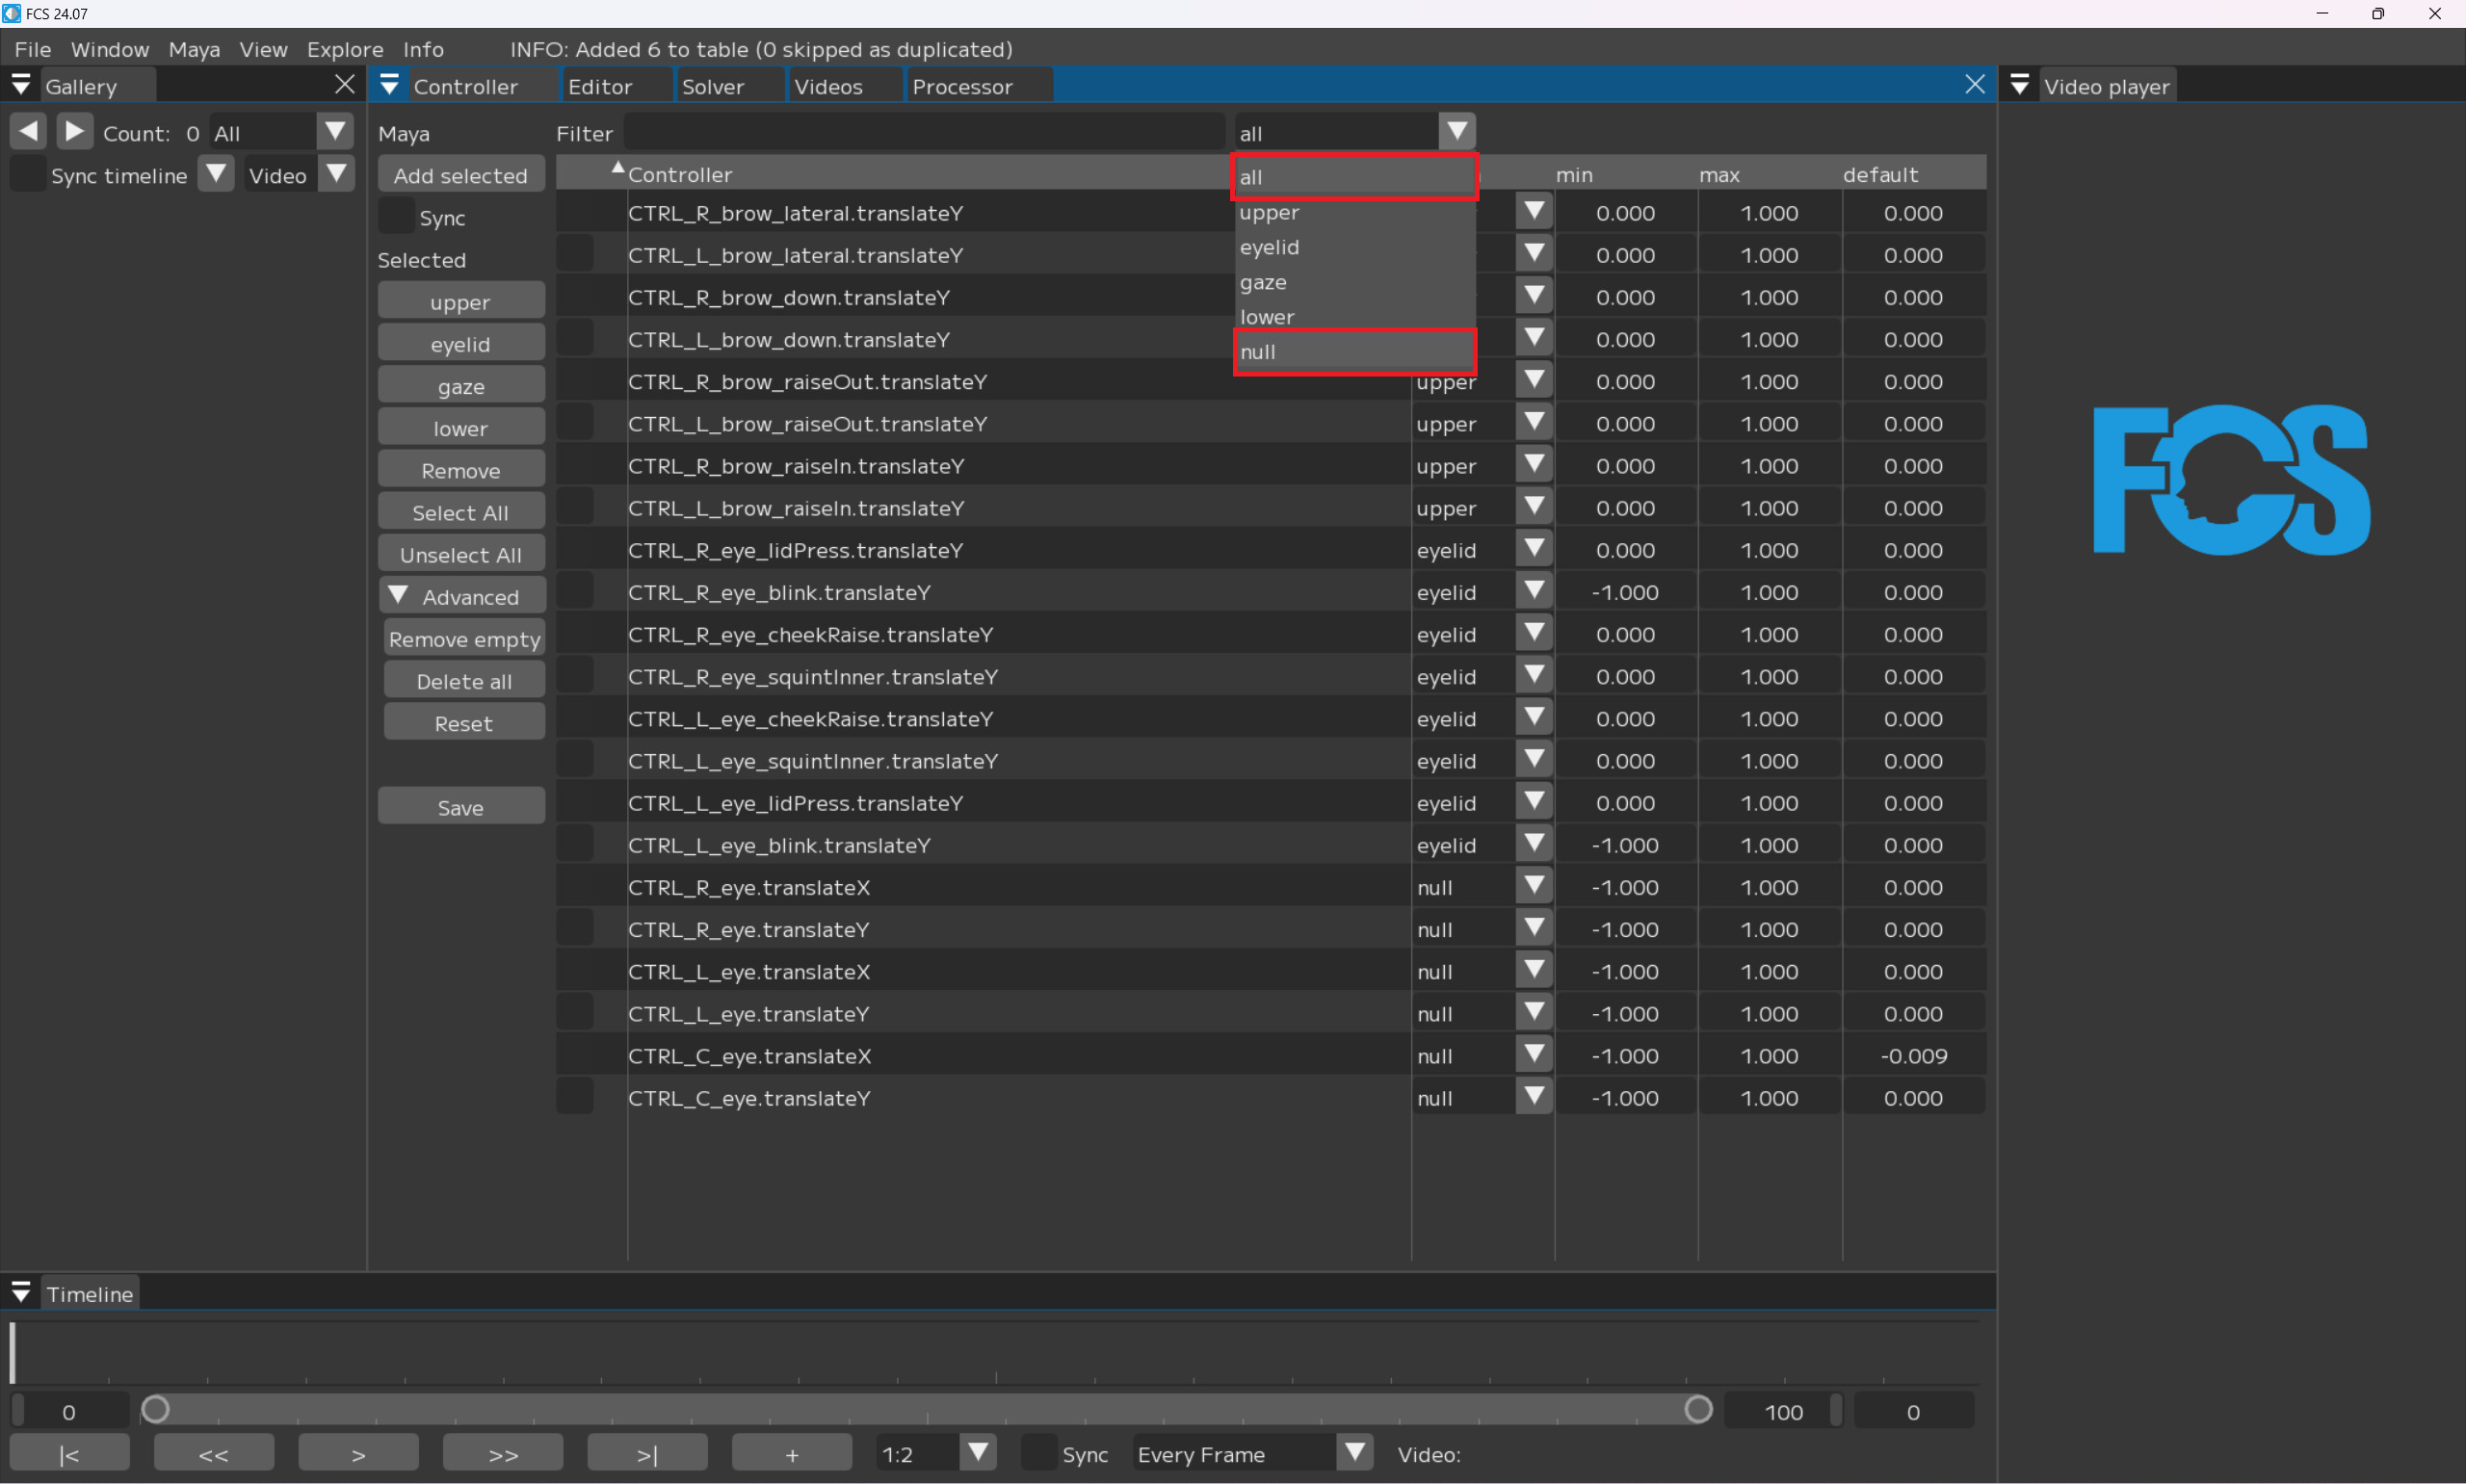 FCS 24.07
File Window Maya View Explore Info INFO: Added 6 to table (0 skipped as duplicated)
Gallery
Controller Editor Solver Videos Processor
Video player
Count: 0 All
Sync timeline Video
Maya
Add selected
Sync
Selected
upper
eyelid
gaze
lower
Remove
Select All
Unselect All
Advanced
Remove empty
Delete all
Reset
Save
Filter all
all
upper
eyelid
gaze
lower
null
Controller min max default
CTRL_R_brow_lateral.translateY 0.000 1.000 0.000
CTRL_L_brow_lateral.translateY 0.000 1.000 0.000
CTRL_R_brow_down.translateY 0.000 1.000 0.000
CTRL_L_brow_down.translateY 0.000 1.000 0.000
CTRL_R_brow_raiseOut.translateY upper 0.000 1.000 0.000
CTRL_L_brow_raiseOut.translateY upper 0.000 1.000 0.000
CTRL_R_brow_raiseIn.translateY upper 0.000 1.000 0.000
CTRL_L_brow_raiseIn.translateY upper 0.000 1.000 0.000
CTRL_R_eye_lidPress.translateY eyelid 0.000 1.000 0.000
CTRL_R_eye_blink.translateY eyelid -1.000 1.000 0.000
CTRL_R_eye_cheekRaise.translateY eyelid 0.000 1.000 0.000
CTRL_R_eye_squintInner.translateY eyelid 0.000 1.000 0.000
CTRL_L_eye_cheekRaise.translateY eyelid 0.000 1.000 0.000
CTRL_L_eye_squintInner.translateY eyelid 0.000 1.000 0.000
CTRL_L_eye_lidPress.translateY eyelid 0.000 1.000 0.000
CTRL_L_eye_blink.translateY eyelid -1.000 1.000 0.000
CTRL_R_eye.translateX null -1.000 1.000 0.000
CTRL_R_eye.translateY null -1.000 1.000 0.000
CTRL_L_eye.translateX null -1.000 1.000 0.000
CTRL_L_eye.translateY null -1.000 1.000 0.000
CTRL_C_eye.translateX null -1.000 1.000 -0.009
CTRL_C_eye.translateY null -1.000 1.000 0.000
FCS
Timeline
0 100 0
|< << > >> >| + 1:2 Sync Every Frame Video: